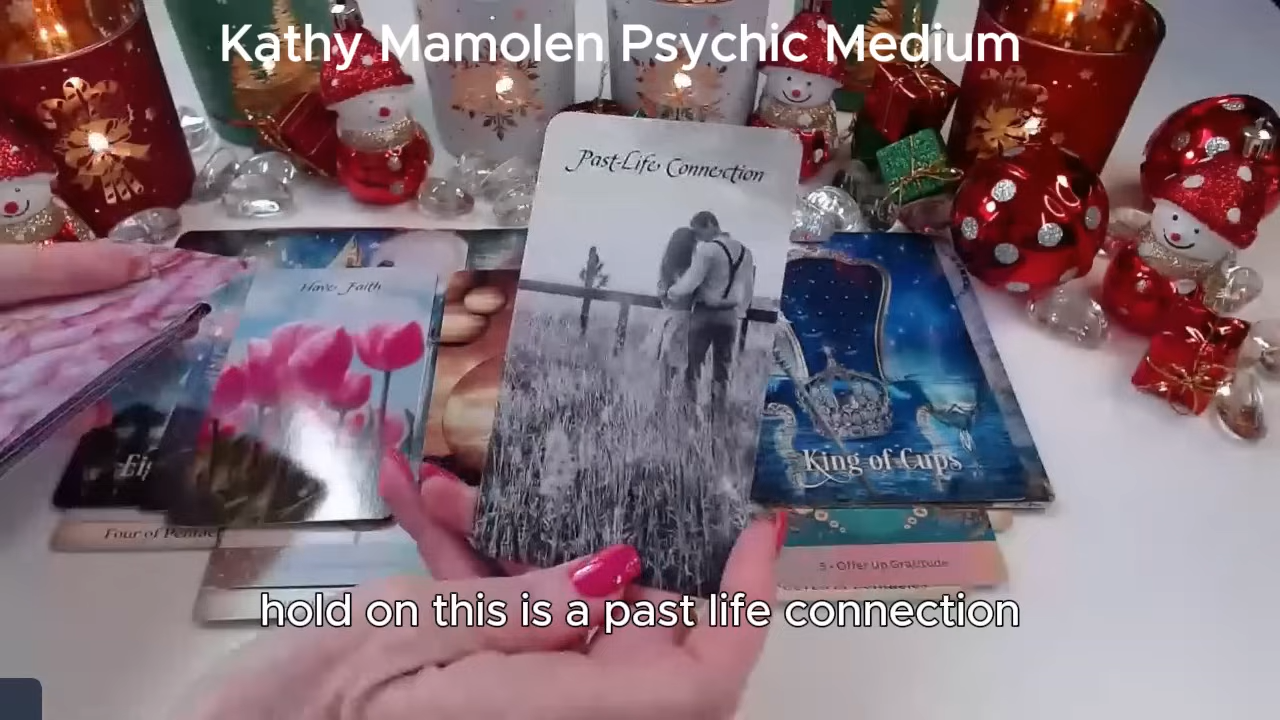 Kathy Mamolen Psychic Medium
Past-Life Connection
Have Faith
King of Cups
Four of
5 - Offer Up Gratitude
hold on this is a past life connection